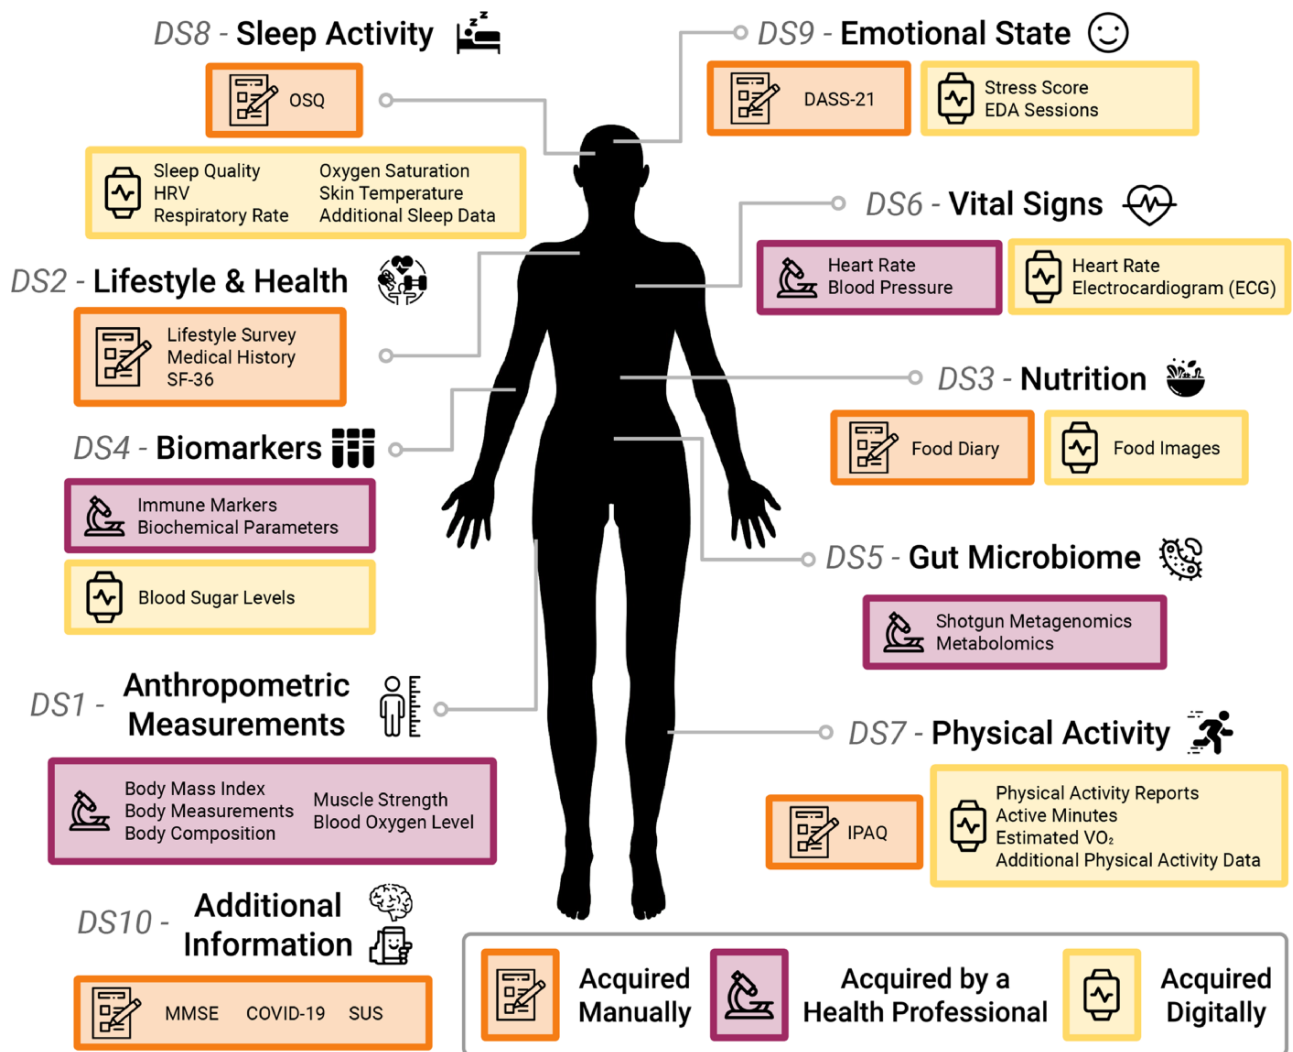 DS8 - Sleep Activity
OSQ
Sleep Quality
HRV
Respiratory Rate
Oxygen Saturation
Skin Temperature
Additional Sleep Data
DS9 - Emotional State
DASS-21
Stress Score
EDA Sessions
DS6 - Vital Signs
Heart Rate
Blood Pressure
Heart Rate
Electrocardiogram (ECG)
DS2 - Lifestyle & Health
Lifestyle Survey
Medical History
SF-36
DS3 - Nutrition
Food Diary
Food Images
DS4 - Biomarkers
Immune Markers
Biochemical Parameters
Blood Sugar Levels
DS5 - Gut Microbiome
Shotgun Metagenomics
Metabolomics
DS1 - Anthropometric
Measurements
Body Mass Index
Body Measurements
Body Composition
Muscle Strength
Blood Oxygen Level
DS7 - Physical Activity
IPAQ
Physical Activity Reports
Active Minutes
Estimated VO₂
Additional Physical Activity Data
DS10 - Additional
Information
MMSE COVID-19 SUS
Acquired
Manually
Acquired by a
Health Professional
Acquired
Digitally